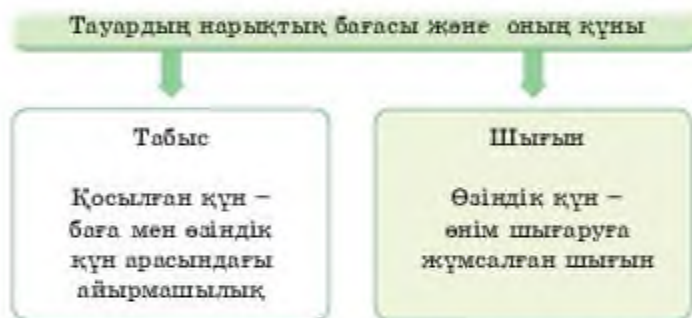 Тауардың нарықтық бағасы және оның құны
Табыс
Қосылған құн –
баға мен өзіндік
құн арасындағы
айырмашылық
Шығын
Өзіндік құн –
өнім шығаруға
жұмсалған шығын